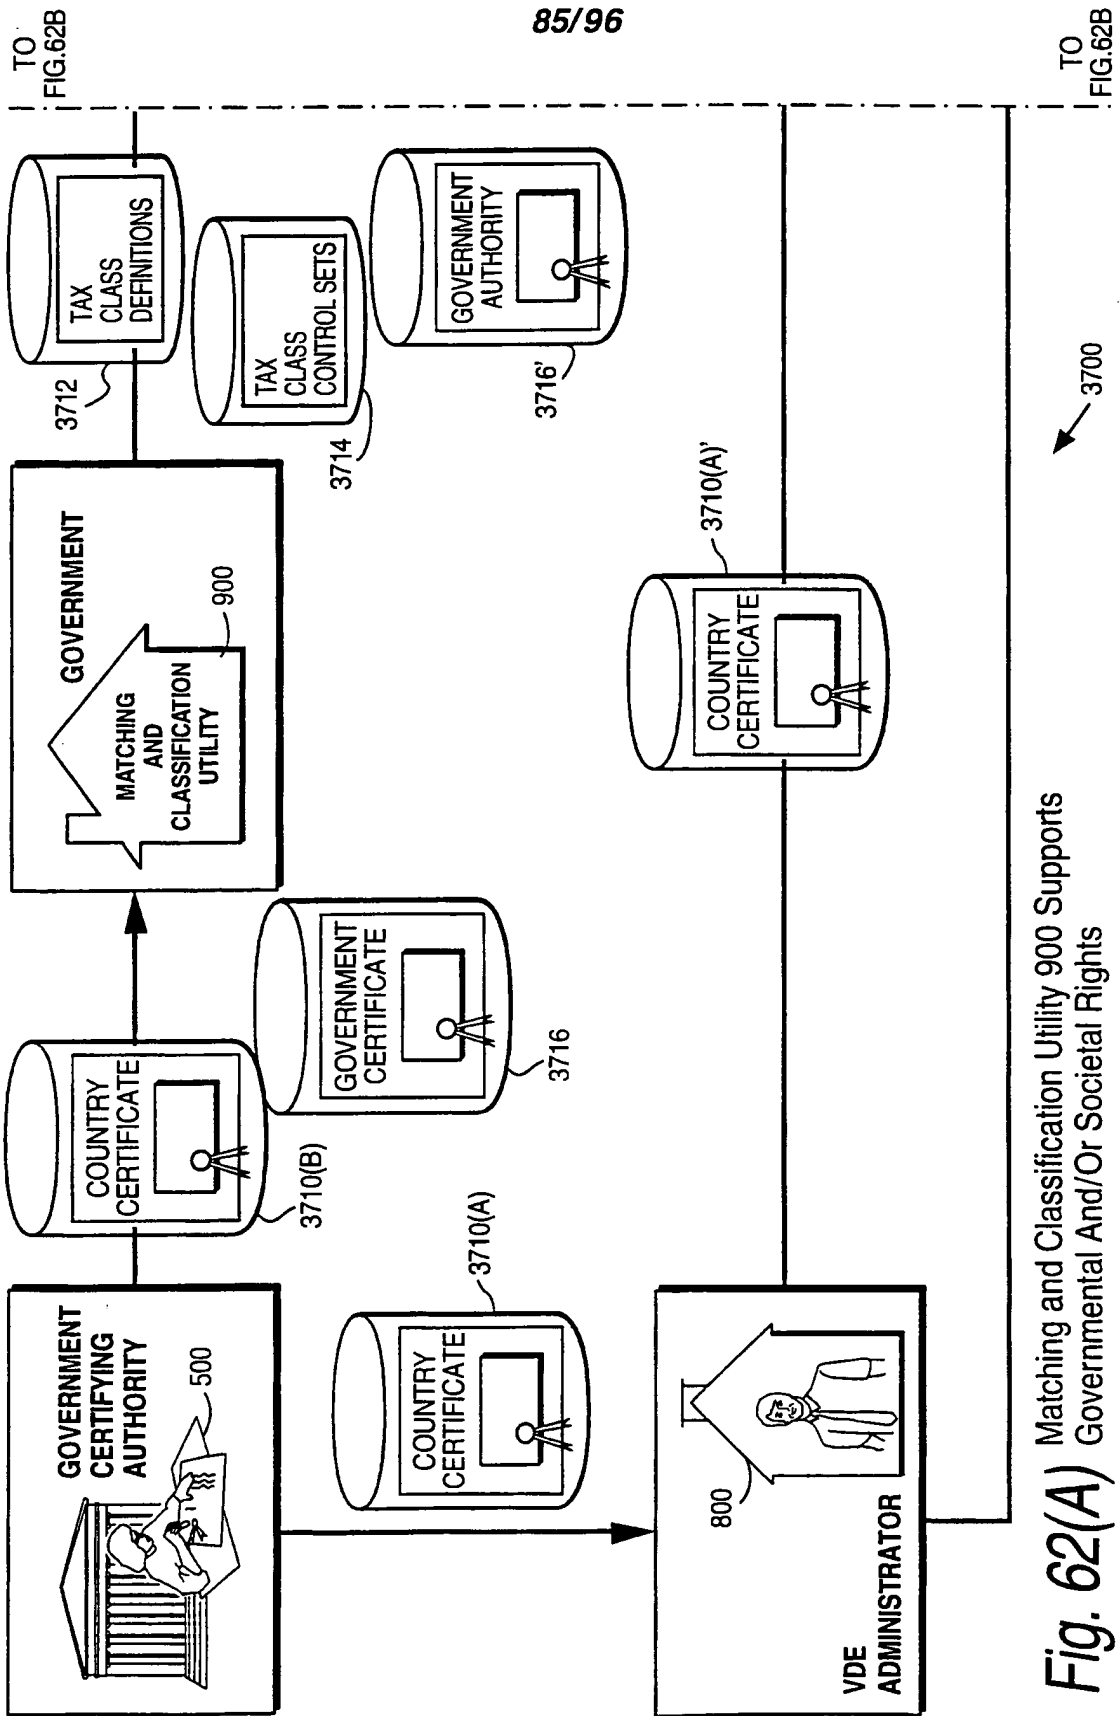 85/96
TO
FIG.62B
GOVERNMENT
CERTIFYING
AUTHORITY
500
COUNTRY
CERTIFICATE
3710(B)
GOVERNMENT
CERTIFICATE
3716
GOVERNMENT
MATCHING
AND
CLASSIFICATION
UTILITY
900
TAX
CLASS
DEFINITIONS
3712
TAX
CLASS
CONTROL SETS
3714
GOVERNMENT
AUTHORITY
3716'
COUNTRY
CERTIFICATE
3710(A)
VDE
ADMINISTRATOR
800
COUNTRY
CERTIFICATE
3710(A)'
3700
TO
FIG.62B
Fig. 62(A) Matching and Classification Utility 900 Supports
Governmental And/Or Societal Rights